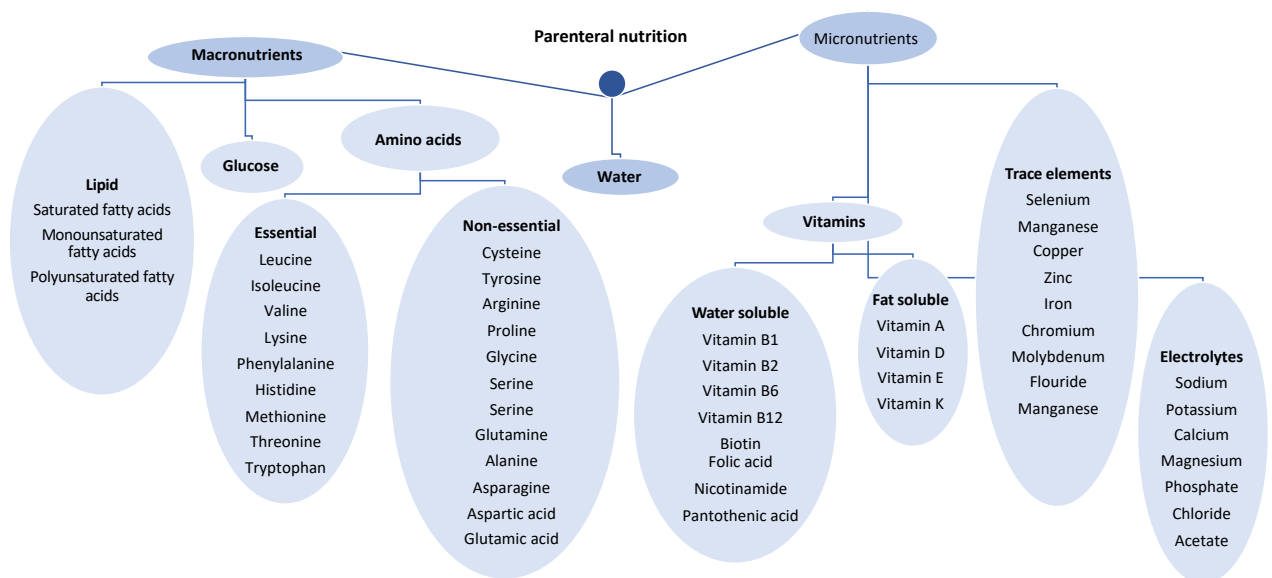 Parenteral nutrition
Macronutrients
Micronutrients
Water
Lipid
Saturated fatty acids
Monounsaturated
fatty acids
Polyunsaturated fatty
acids
Glucose
Amino acids
Essential
Leucine
Isoleucine
Valine
Lysine
Phenylalanine
Histidine
Methionine
Threonine
Tryptophan
Non-essential
Cysteine
Tyrosine
Arginine
Proline
Glycine
Serine
Serine
Glutamine
Alanine
Asparagine
Aspartic acid
Glutamic acid
Vitamins
Water soluble
Vitamin B1
Vitamin B2
Vitamin B6
Vitamin B12
Biotin
Folic acid
Nicotinamide
Pantothenic acid
Fat soluble
Vitamin A
Vitamin D
Vitamin E
Vitamin K
Trace elements
Selenium
Manganese
Copper
Zinc
Iron
Chromium
Molybdenum
Flouride
Manganese
Electrolytes
Sodium
Potassium
Calcium
Magnesium
Phosphate
Chloride
Acetate